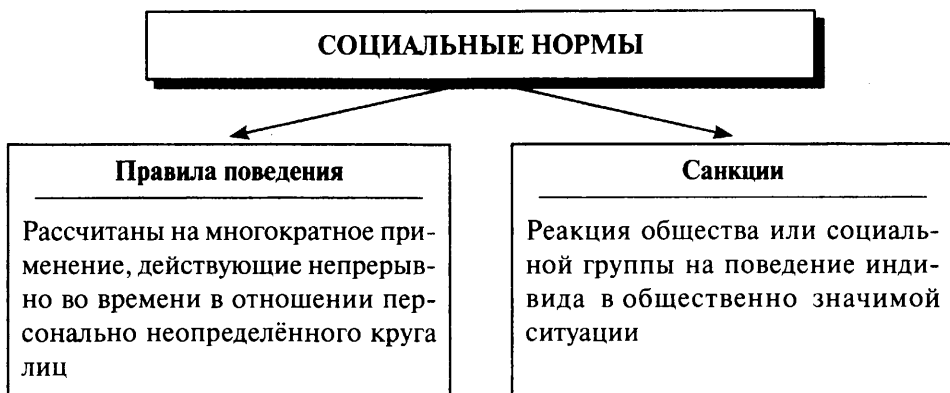 СОЦИАЛЬНЫЕ НОРМЫ
Правила поведения
Рассчитаны на многократное при-
менение, действующие непрерыв-
но во времени в отношении пер-
сонально неопределённого круга
лиц
Санкции
Реакция общества или социаль-
ной группы на поведение инди-
вида в общественно значимой
ситуации